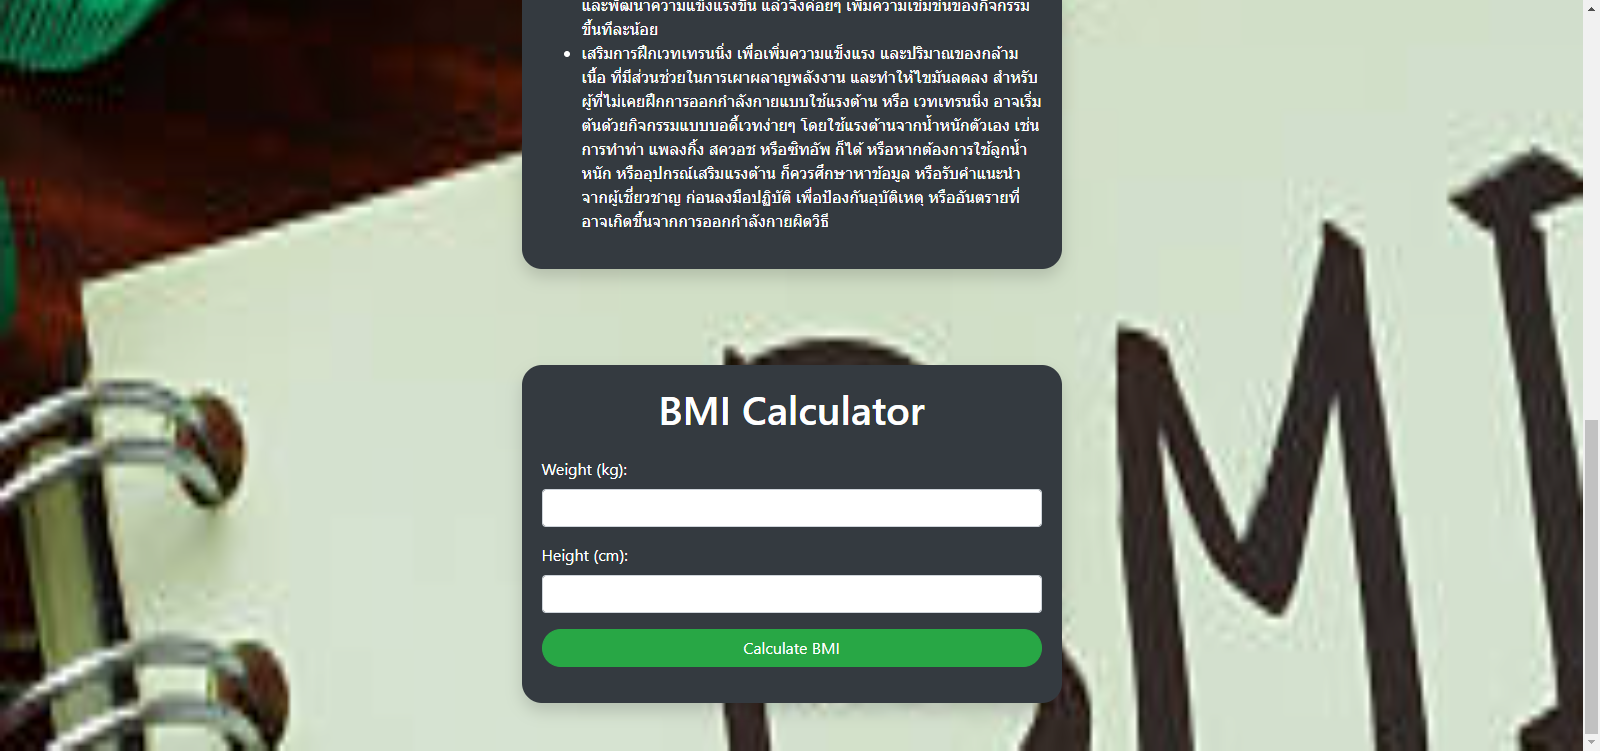 และพัฒนาความแข็งแรงขึ้น แล้วจึงค่อยๆ เพิ่มความเข้มข้นของกิจกรรม
ขึ้นทีละน้อย
เสริมการฝึกเวทเทรนนิ่ง เพื่อเพิ่มความแข็งแรง และปริมาณของกล้าม
เนื้อ ที่มีส่วนช่วยในการเผาผลาญพลังงาน และทำให้ไขมันลดลง สำหรับ
ผู้ที่ไม่เคยฝึกการออกกำลังกายแบบใช้แรงต้าน หรือ เวทเทรนนิ่ง อาจเริ่ม
ต้นด้วยกิจกรรมแบบบอดี้เวทง่ายๆ โดยใช้แรงต้านจากน้ำหนักตัวเอง เช่น
การทำท่า แพลงกิ้ง สควอช หรือซิทอัพ ก็ได้ หรือหากต้องการใช้ลูกน้ำ
หนัก หรืออุปกรณ์เสริมแรงต้าน ก็ควรศึกษาหาข้อมูล หรือรับคำแนะนำ
จากผู้เชี่ยวชาญ ก่อนลงมือปฏิบัติ เพื่อป้องกันอุบัติเหตุ หรืออันตรายที่
อาจเกิดขึ้นจากการออกกำลังกายผิดวิธี
BMI
BMI Calculator
Weight (kg):
Height (cm):
Calculate BMI